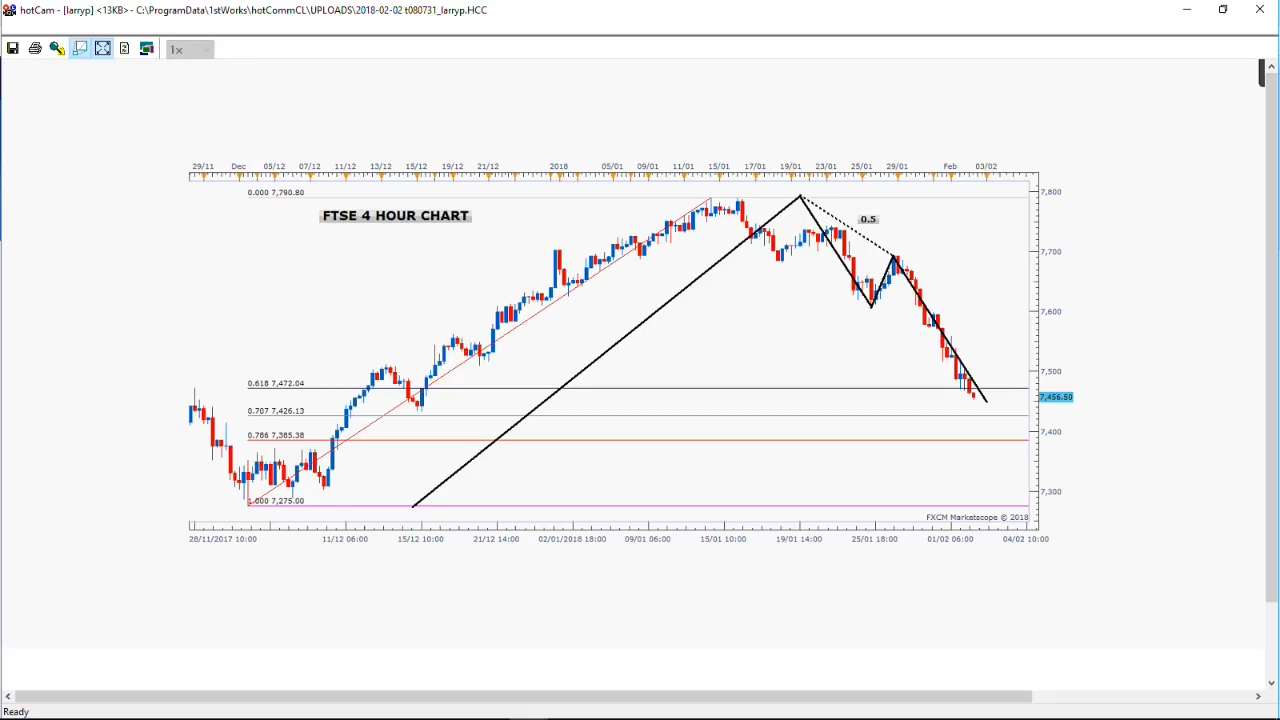 hotCam - [larryp] <13KB> - C:\ProgramData\1stWorks\hotCommCL\UPLOADS\2018-02-02 t080731_larryp.HCC
1x
29/11 Dec 05/12 07/12 11/12 13/12 15/12 19/12 21/12 2018 05/01 09/01 11/01 15/01 17/01 19/01 23/01 25/01 29/01 Feb 03/02
0.000 7,790.80
7,800
FTSE 4 HOUR CHART
0.5
7,700
7,600
7,500
0.618 7,472.04
7,456.50
0.707 7,426.13
7,400
0.786 7,385.38
7,300
1.000 7,275.00
FXCM Marketscope © 2018
28/11/2017 10:00 11/12 06:00 15/12 10:00 21/12 14:00 02/01/2018 18:00 09/01 06:00 15/01 10:00 19/01 14:00 25/01 18:00 01/02 06:00 04/02 10:00
Ready